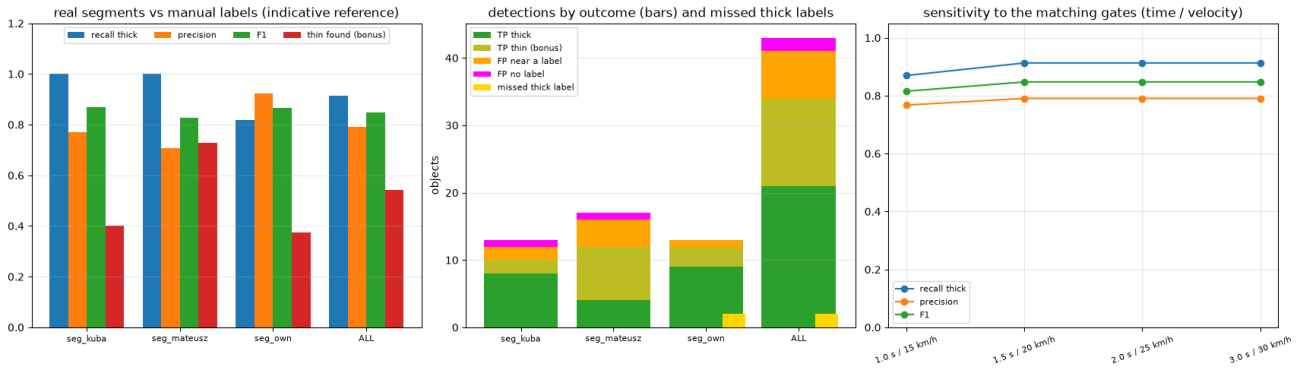 real segments vs manual labels (indicative reference)
recall thick
precision
F1
thin found (bonus)
1.2
1.0
0.8
0.6
0.4
0.2
0.0
seg_kuba
seg_mateusz
seg_own
ALL
detections by outcome (bars) and missed thick labels
TP thick
TP thin (bonus)
FP near a label
FP no label
missed thick label
objects
40
30
20
10
0
seg_kuba
seg_mateusz
seg_own
ALL
sensitivity to the matching gates (time / velocity)
1.0
0.8
0.6
0.4
0.2
0.0
recall thick
precision
F1
1.0 s / 15 km/h
1.5 s / 20 km/h
2.0 s / 25 km/h
3.0 s / 30 km/h